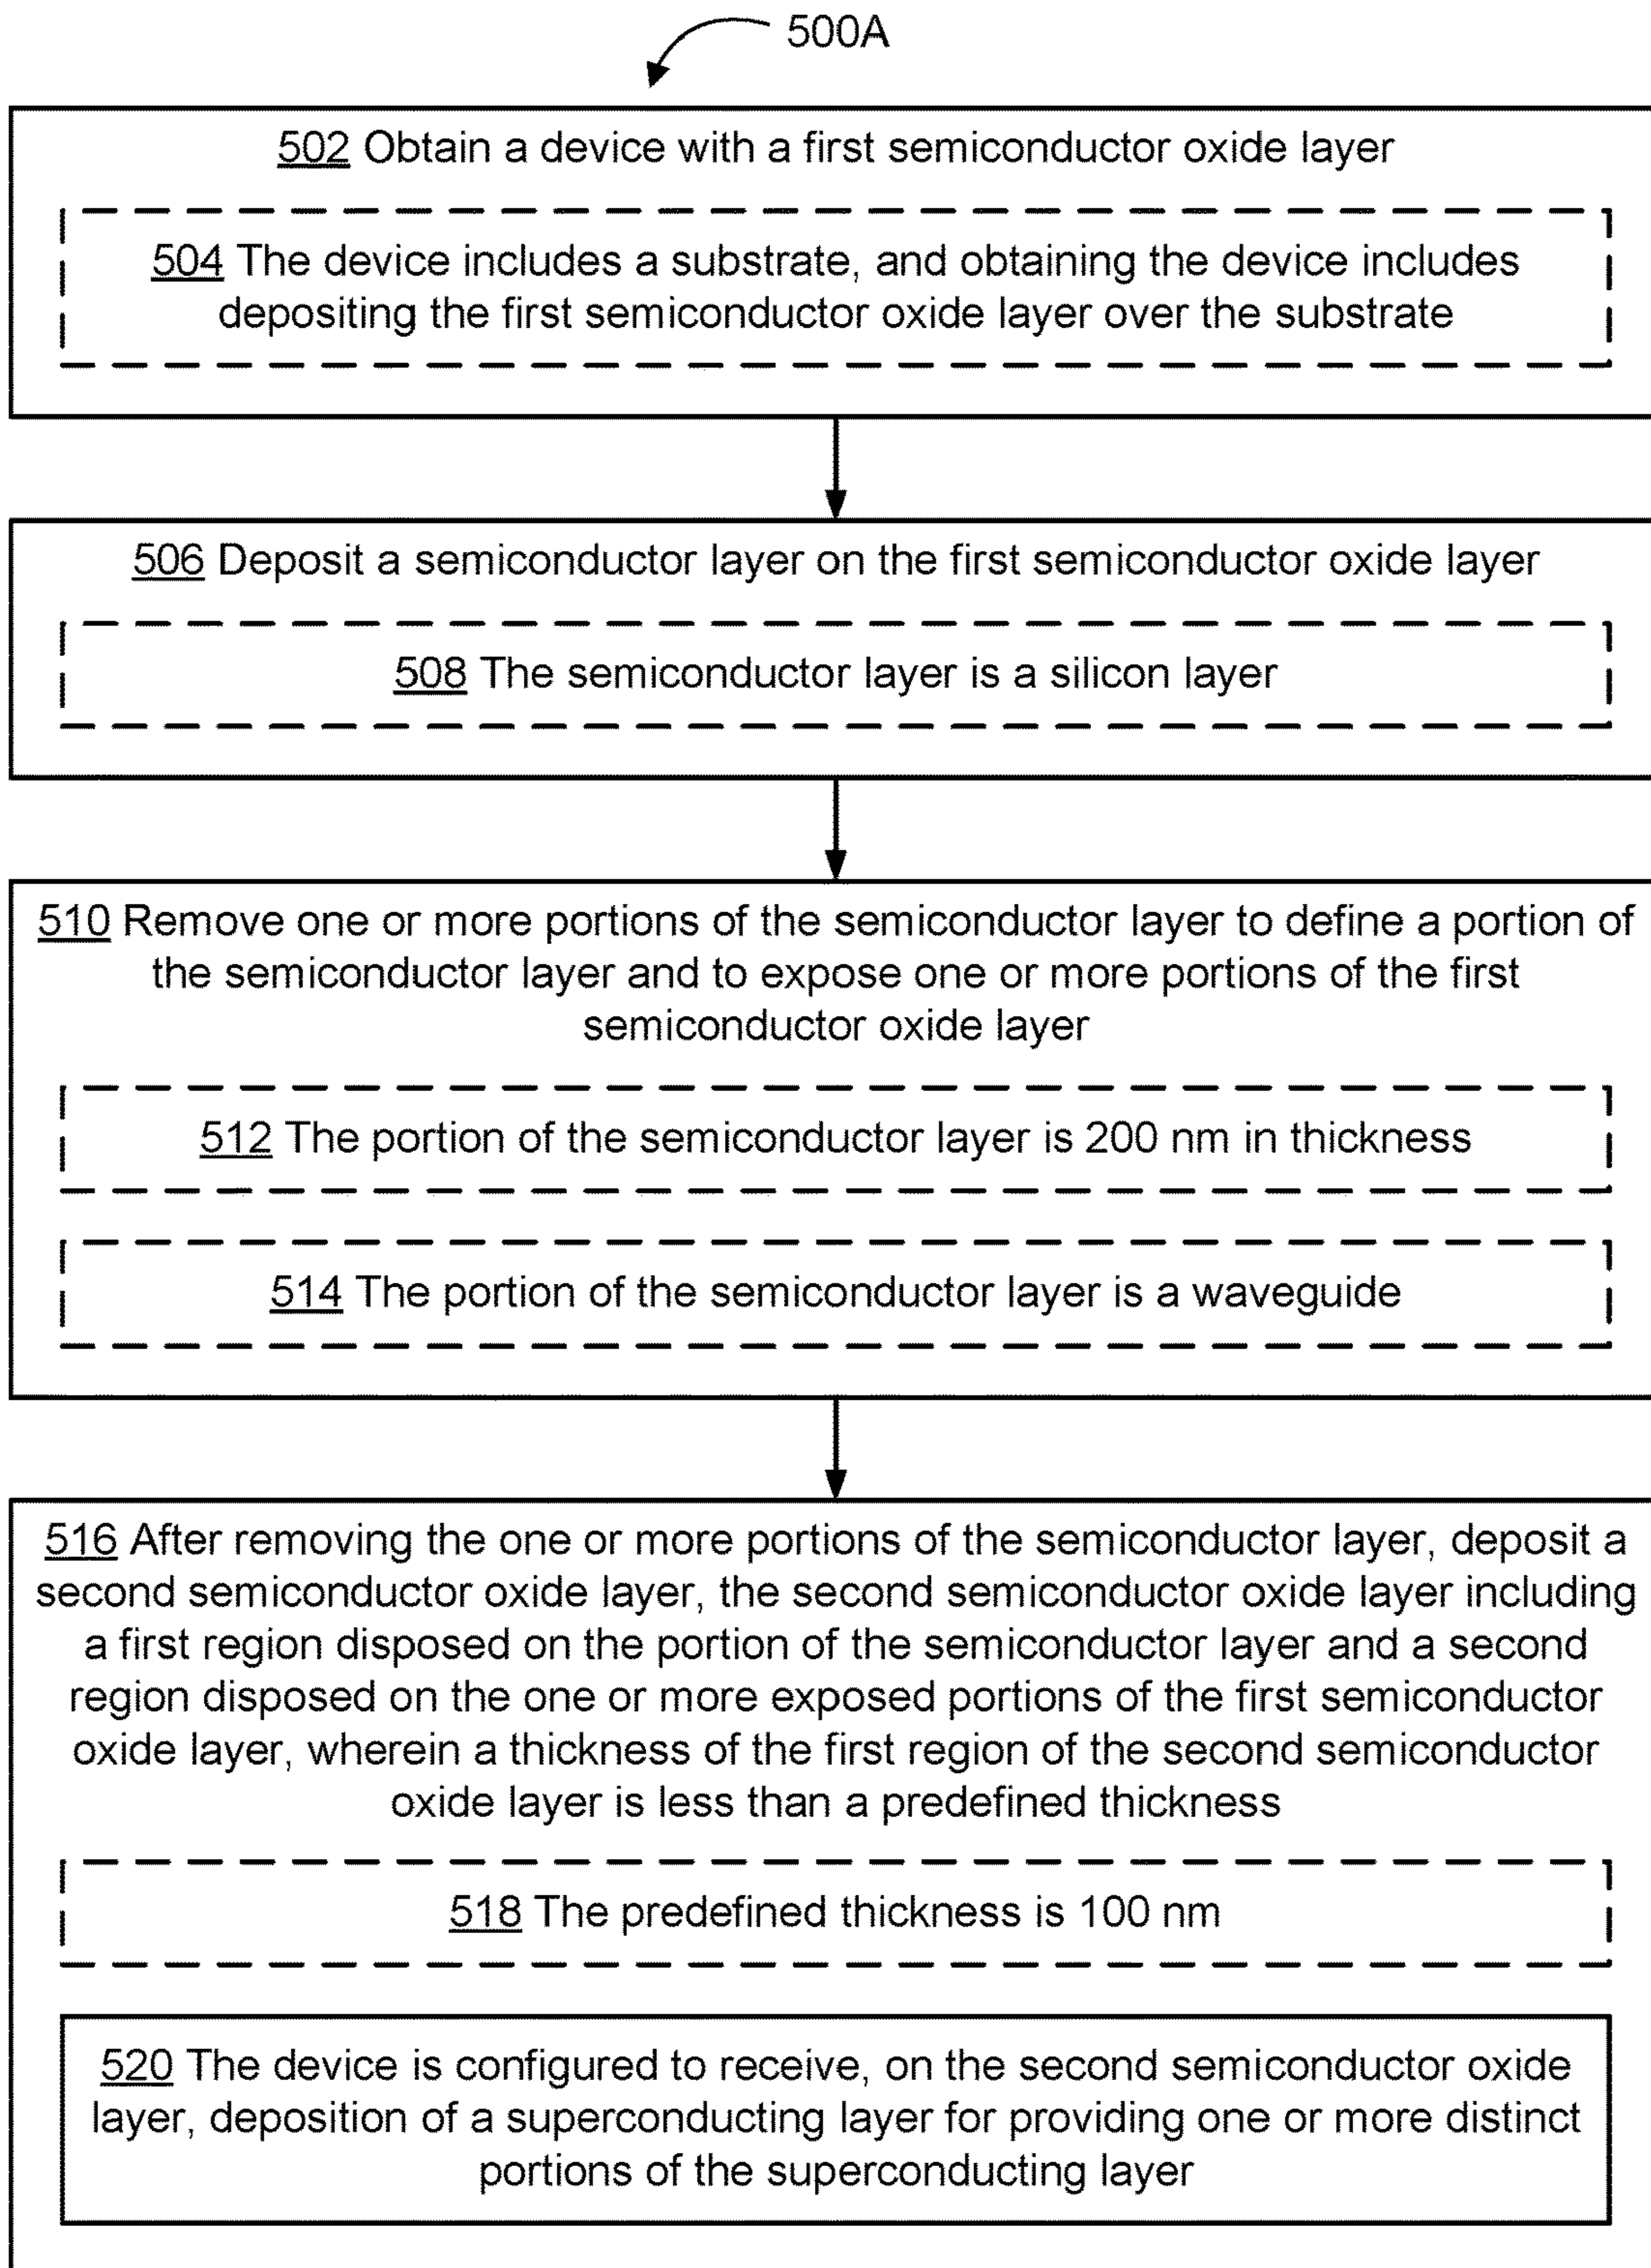 500A
502 Obtain a device with a first semiconductor oxide layer
504 The device includes a substrate, and obtaining the device includes
depositing the first semiconductor oxide layer over the substrate
506 Deposit a semiconductor layer on the first semiconductor oxide layer
508 The semiconductor layer is a silicon layer
510 Remove one or more portions of the semiconductor layer to define a portion of
the semiconductor layer and to expose one or more portions of the first
semiconductor oxide layer
512 The portion of the semiconductor layer is 200 nm in thickness
514 The portion of the semiconductor layer is a waveguide
516 After removing the one or more portions of the semiconductor layer, deposit a
second semiconductor oxide layer, the second semiconductor oxide layer including
a first region disposed on the portion of the semiconductor layer and a second
region disposed on the one or more exposed portions of the first semiconductor
oxide layer, wherein a thickness of the first region of the second semiconductor
oxide layer is less than a predefined thickness
518 The predefined thickness is 100 nm
520 The device is configured to receive, on the second semiconductor oxide
layer, deposition of a superconducting layer for providing one or more distinct
portions of the superconducting layer